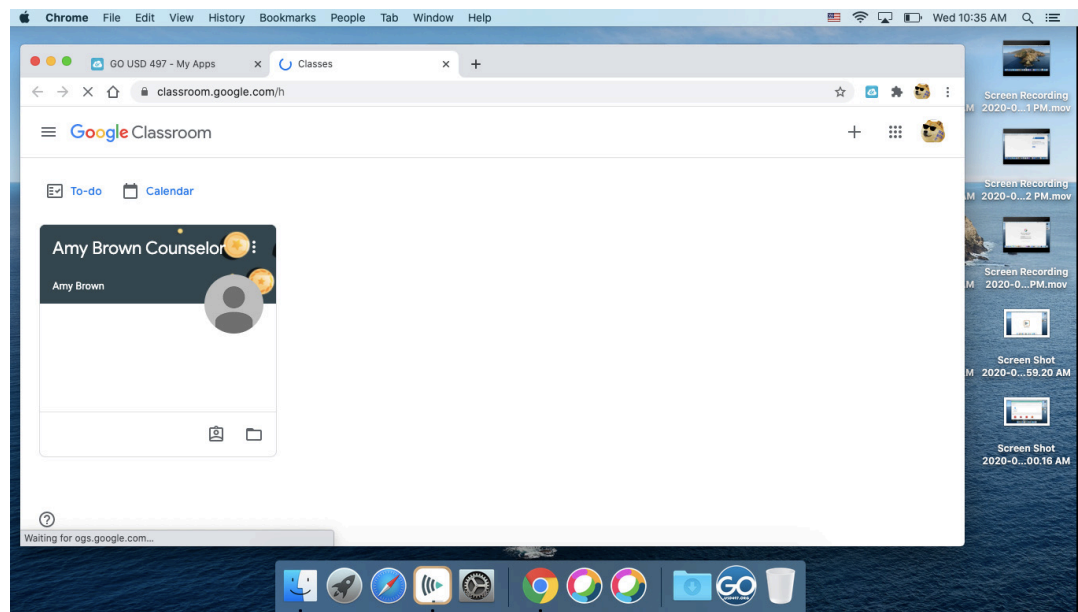 Chrome File Edit View History Bookmarks People Tab Window Help Wed 10:35 AM
GO USD 497 - My Apps × Classes × +
classroom.google.com/h
Google Classroom
To-do Calendar
Amy Brown Counselor
Amy Brown
Waiting for ogs.google.com...
Screen Recording
M 2020-0...1 PM.mov
Screen Recording
M 2020-0...2 PM.mov
Screen Recording
M 2020-0...PM.mov
Screen Shot
M 2020-0...59.20 AM
Screen Shot
2020-0...00.16 AM
GO